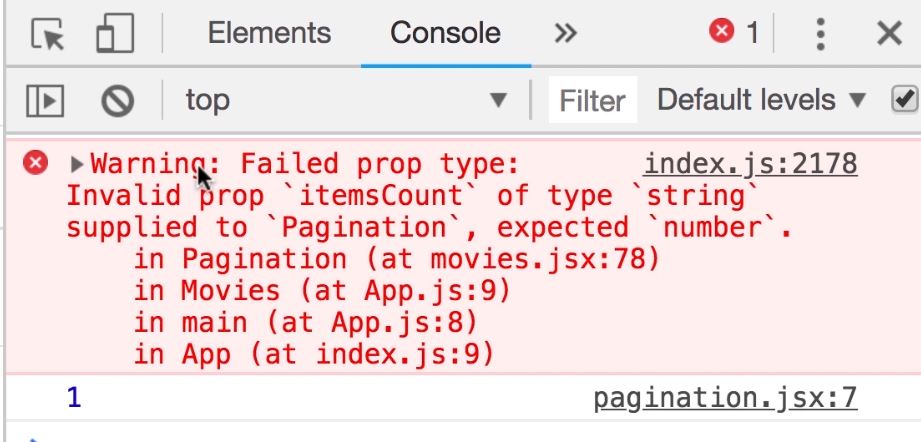 Elements Console » 1
top Filter Default levels
Warning: Failed prop type: index.js:2178
Invalid prop `itemsCount` of type `string`
supplied to `Pagination`, expected `number`.
in Pagination (at movies.jsx:78)
in Movies (at App.js:9)
in main (at App.js:8)
in App (at index.js:9)
1 pagination.jsx:7